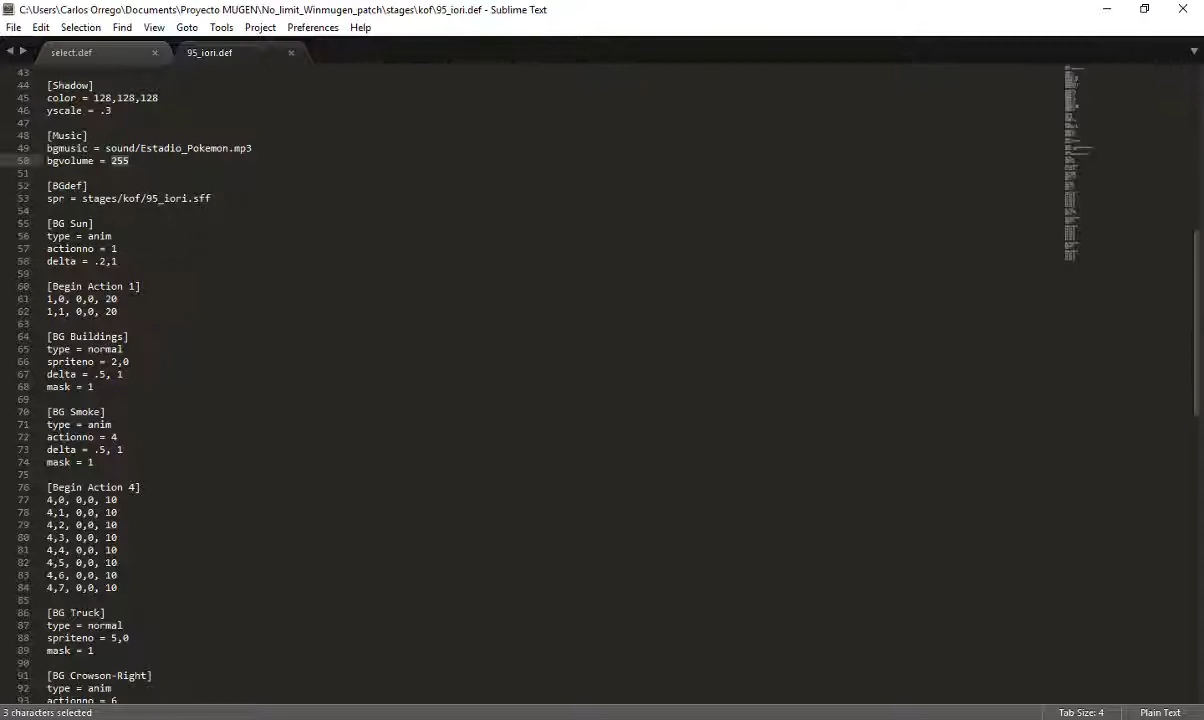 C:\Users\Carlos Orrego\Documents\Proyecto MUGEN\No_limit_Winmugen_patch\stages\kof\95_iori.def - Sublime Text
File Edit Selection Find View Goto Tools Project Preferences Help
select.def × 95_iori.def ×
43
44 [Shadow]
45 color = 128,128,128
46 yscale = .3
47
48 [Music]
49 bgmusic = sound/Estadio_Pokemon.mp3
50 bgvolume = 255
51
52 [BGdef]
53 spr = stages/kof/95_iori.sff
54
55 [BG Sun]
56 type = anim
57 actionno = 1
58 delta = .2,1
59
60 [Begin Action 1]
61 1,0, 0,0, 20
62 1,1, 0,0, 20
63
64 [BG Buildings]
65 type = normal
66 spriteno = 2,0
67 delta = .5, 1
68 mask = 1
69
70 [BG Smoke]
71 type = anim
72 actionno = 4
73 delta = .5, 1
74 mask = 1
75
76 [Begin Action 4]
77 4,0, 0,0, 10
78 4,1, 0,0, 10
79 4,2, 0,0, 10
80 4,3, 0,0, 10
81 4,4, 0,0, 10
82 4,5, 0,0, 10
83 4,6, 0,0, 10
84 4,7, 0,0, 10
85
86 [BG Truck]
87 type = normal
88 spriteno = 5,0
89 mask = 1
90
91 [BG Crowson-Right]
92 type = anim
93 actionno = 6
3 characters selected Tab Size: 4 Plain Text